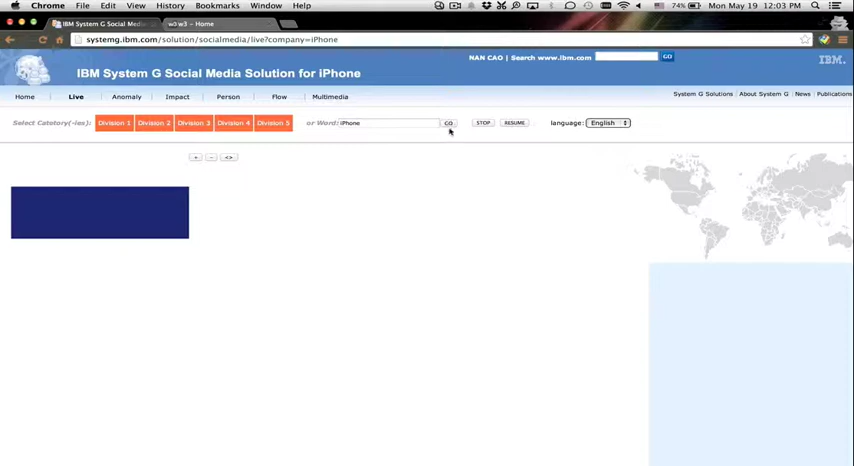 Chrome File Edit View History Bookmarks Window Help 74% Mon May 19 12:03 PM
IBM System G Social Media S w3 w3 - Home
systemg.ibm.com/solution/socialmedia/live?company=iPhone
NAN CAO | Search www.ibm.com GO
IBM.
IBM System G Social Media Solution for iPhone
Home Live Anomaly Impact Person Flow Multimedia
System G Solutions | About System G | News | Publications
Select Catetory(-ies): Division 1 Division 2 Division 3 Division 4 Division 5 or Word: iPhone GO STOP RESUME language: English
+ - <>